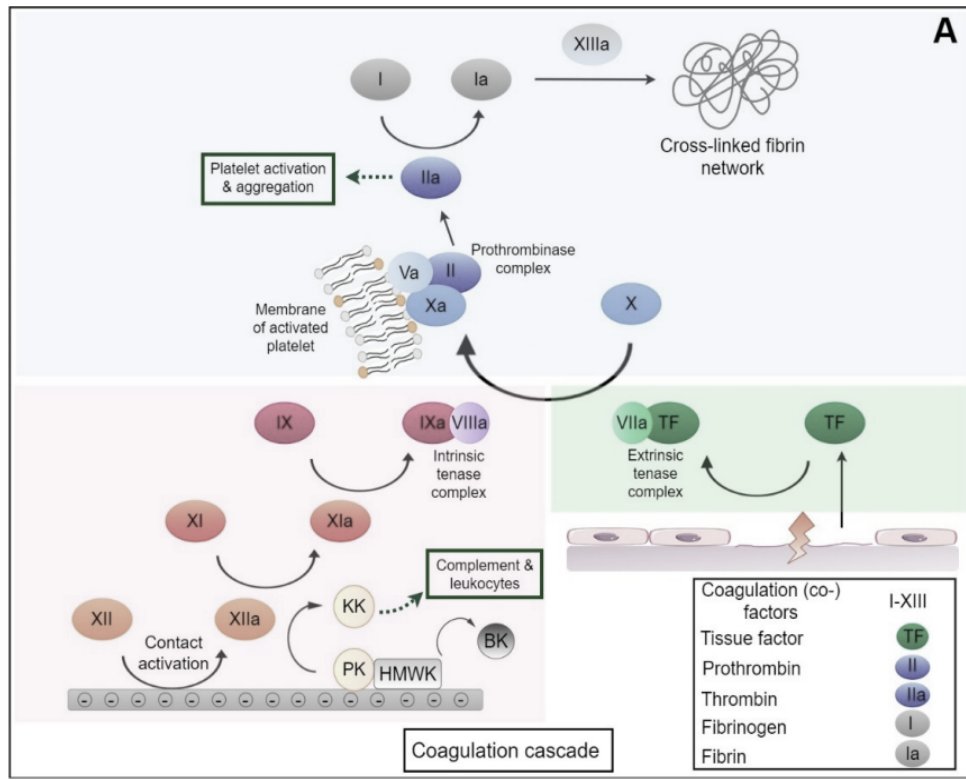 A
XIIIa
I
Ia
Cross-linked fibrin
network
Platelet activation
& aggregation
IIa
Prothrombinase
complex
Va
II
Xa
X
Membrane
of activated
platelet
IX
IXa
VIIIa
Intrinsic
tenase
complex
VIIa
TF
Extrinsic
tenase
complex
TF
XI
XIa
Complement &
leukocytes
KK
XII
XIIa
Contact
activation
BK
PK
HMWK
- - - - - - - - - - - - - -
Coagulation cascade
Coagulation (co-)
factors
I-XIII
Tissue factor
TF
Prothrombin
II
Thrombin
IIa
Fibrinogen
I
Fibrin
Ia